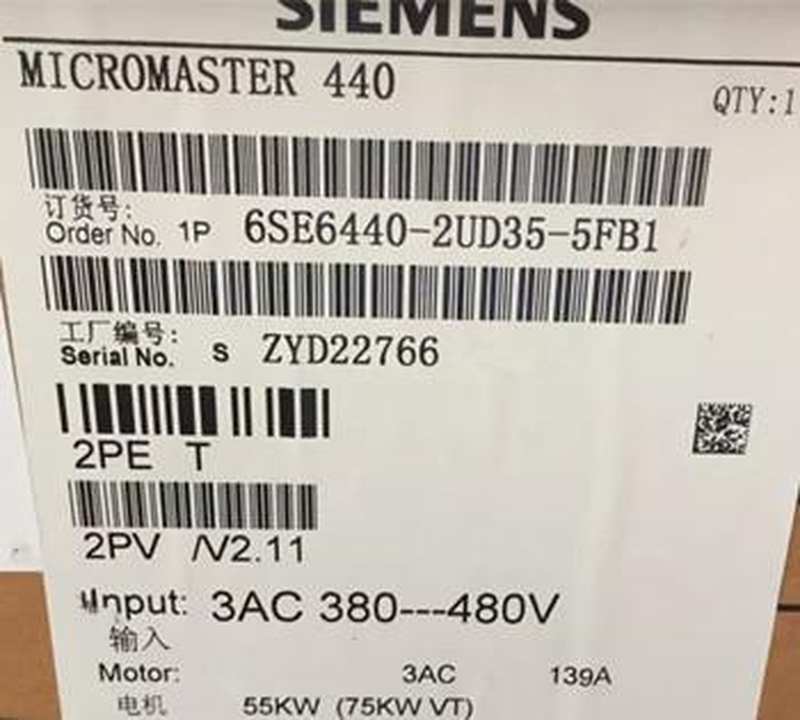 SIEMENS
MICROMASTER 440
QTY:1
订货号:
Order No. 1P 6SE6440-2UD35-5FB1
工厂编号:
Serial No. S ZYD22766
2PE T
2PV /V2.11
Input: 3AC 380---480V
输入
Motor: 3AC 139A
电机 55KW (75KW VT)